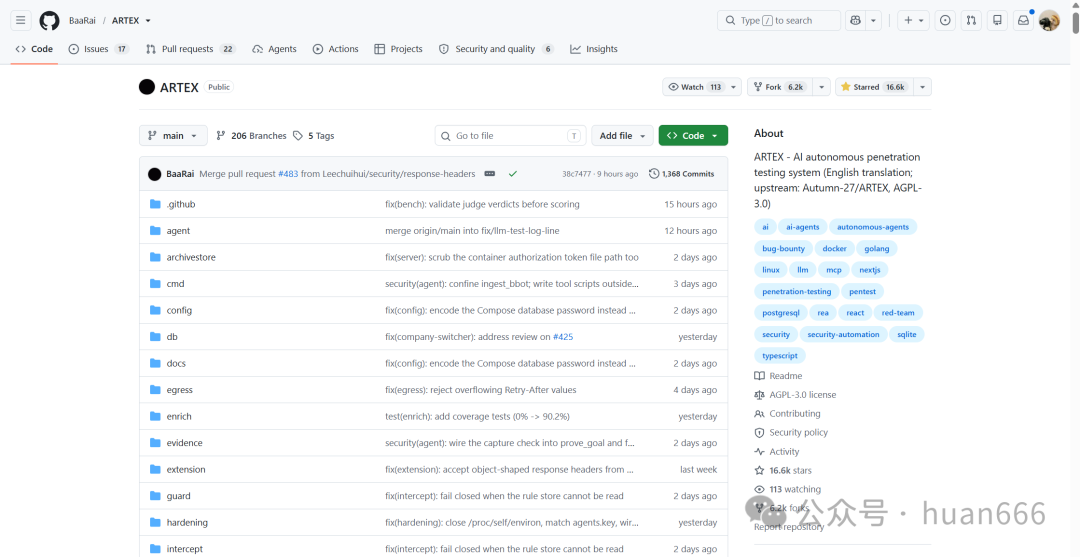 BaaRai / ARTEX
Type / to search
Code
Issues 17
Pull requests 22
Agents
Actions
Projects
Security and quality 6
Insights
ARTEX Public
Watch 113
Fork 6.2k
Starred 16.6k
main
206 Branches
5 Tags
Go to file T
Add file
Code
BaaRai Merge pull request #483 from Leechuihui/security/response-headers
38c7477 · 9 hours ago
1,368 Commits
.github fix(bench): validate judge verdicts before scoring 15 hours ago
agent merge origin/main into fix/llm-test-log-line 12 hours ago
archivestore fix(server): scrub the container authorization token file path too 2 days ago
cmd security(agent): confine ingest_bbot; write tool scripts outside... 3 days ago
config fix(config): encode the Compose database password instead ... 2 days ago
db fix(company-switcher): address review on #425 yesterday
docs fix(config): encode the Compose database password instead ... 2 days ago
egress fix(egress): reject overflowing Retry-After values 4 days ago
enrich test(enrich): add coverage tests (0% -> 90.2%) yesterday
evidence security(agent): wire the capture check into prove_goal and f... 2 days ago
extension fix(extension): accept object-shaped response headers from ... last week
guard fix(intercept): fail closed when the rule store cannot be read 2 days ago
hardening fix(hardening): close /proc/self/environ, match agents.key, wir... yesterday
intercept fix(intercept): fail closed when the rule store cannot be read 2 days ago
About
ARTEX - AI autonomous penetration
testing system (English translation;
upstream: Autumn-27/ARTEX, AGPL-
3.0)
ai ai-agents autonomous-agents
bug-bounty docker golang
linux llm mcp nextjs
penetration-testing pentest
postgresql rea react red-team
security security-automation sqlite
typescript
Readme
AGPL-3.0 license
Contributing
Security policy
Activity
16.6k stars
113 watching
6.2k forks
Report repository
公众号 · huan666